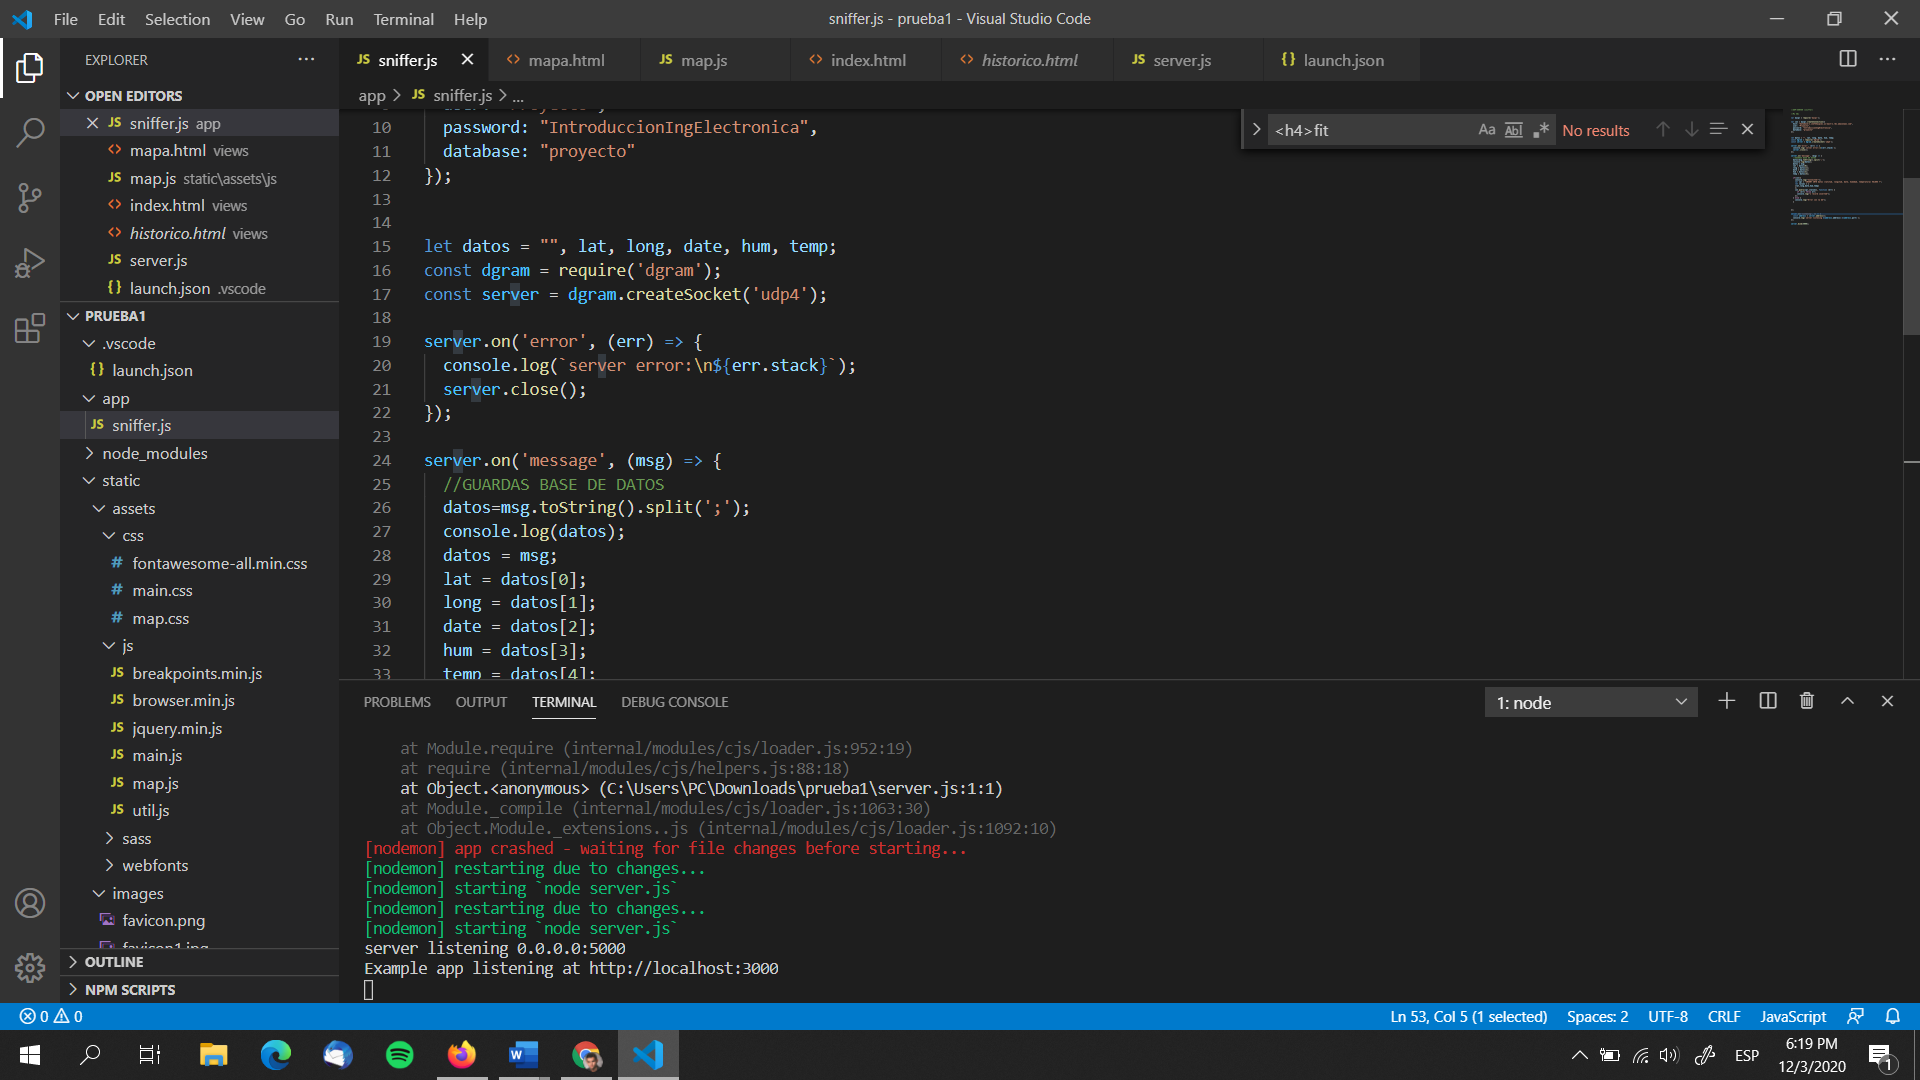 File Edit Selection View Go Run Terminal Help
sniffer.js - prueba1 - Visual Studio Code
EXPLORER
OPEN EDITORS
JS sniffer.js app
<> mapa.html views
JS map.js static\assets\js
<> index.html views
<> historico.html views
JS server.js
{} launch.json .vscode
PRUEBA1
.vscode
{} launch.json
app
JS sniffer.js
node_modules
static
assets
css
# fontawesome-all.min.css
# main.css
# map.css
js
JS breakpoints.min.js
JS browser.min.js
JS jquery.min.js
JS main.js
JS map.js
JS util.js
sass
webfonts
images
favicon.png
favicon1.jpg
OUTLINE
NPM SCRIPTS
JS sniffer.js <> mapa.html JS map.js <> index.html <> historico.html JS server.js {} launch.json
app > JS sniffer.js > ...
<h4>fit Aa Abl .* No results
10 password: "IntroduccionIngElectronica",
11 database: "proyecto"
12 });
13
14
15 let datos = "", lat, long, date, hum, temp;
16 const dgram = require('dgram');
17 const server = dgram.createSocket('udp4');
18
19 server.on('error', (err) => {
20 console.log(`server error:\n${err.stack}`);
21 server.close();
22 });
23
24 server.on('message', (msg) => {
25 //GUARDAS BASE DE DATOS
26 datos=msg.toString().split(';');
27 console.log(datos);
28 datos = msg;
29 lat = datos[0];
30 long = datos[1];
31 date = datos[2];
32 hum = datos[3];
33 temp = datos[4];
PROBLEMS OUTPUT TERMINAL DEBUG CONSOLE
1: node
at Module.require (internal/modules/cjs/loader.js:952:19)
at require (internal/modules/cjs/helpers.js:88:18)
at Object.<anonymous> (C:\Users\PC\Downloads\prueba1\server.js:1:1)
at Module._compile (internal/modules/cjs/loader.js:1063:30)
at Object.Module._extensions..js (internal/modules/cjs/loader.js:1092:10)
[nodemon] app crashed - waiting for file changes before starting...
[nodemon] restarting due to changes...
[nodemon] starting `node server.js`
[nodemon] restarting due to changes...
[nodemon] starting `node server.js`
server listening 0.0.0.0:5000
Example app listening at http://localhost:3000
0 0
Ln 53, Col 5 (1 selected) Spaces: 2 UTF-8 CRLF JavaScript
ESP
6:19 PM
12/3/2020
1